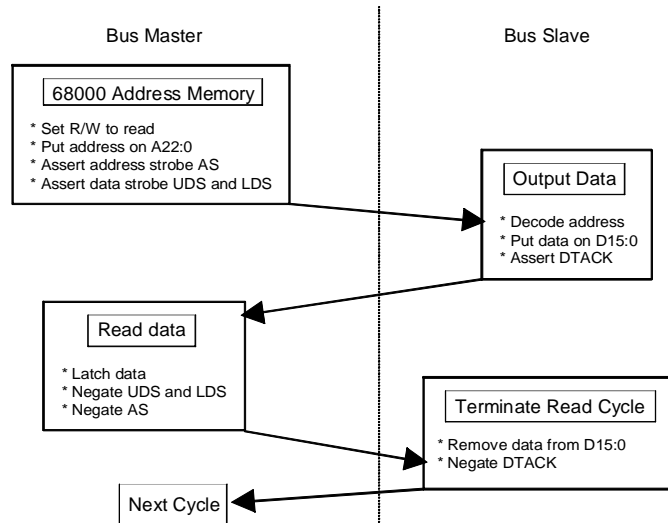 Bus Master
Bus Slave
68000 Address Memory
* Set R/W to read
* Put address on A22:0
* Assert address strobe AS
* Assert data strobe UDS and LDS
Output Data
* Decode address
* Put data on D15:0
* Assert DTACK
Read data
* Latch data
* Negate UDS and LDS
* Negate AS
Terminate Read Cycle
* Remove data from D15:0
* Negate DTACK
Next Cycle